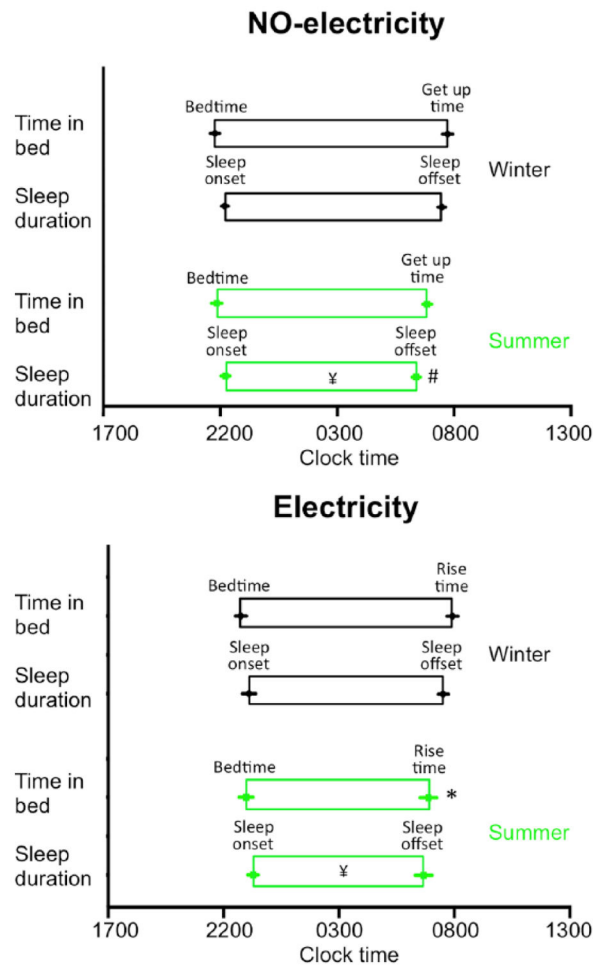 NO-electricity
Bedtime
Get up
time
Time in
bed
Sleep
onset
Sleep
offset
Winter
Sleep
duration
Bedtime
Get up
time
Time in
bed
Sleep
onset
Sleep
offset
Summer
Sleep
duration
¥
#
1700 2200 0300 0800 1300
Clock time
Electricity
Bedtime
Rise
time
Time in
bed
Sleep
onset
Sleep
offset
Winter
Sleep
duration
Bedtime
Rise
time
Time in
bed
*
Sleep
onset
Sleep
offset
Summer
Sleep
duration
¥
1700 2200 0300 0800 1300
Clock time